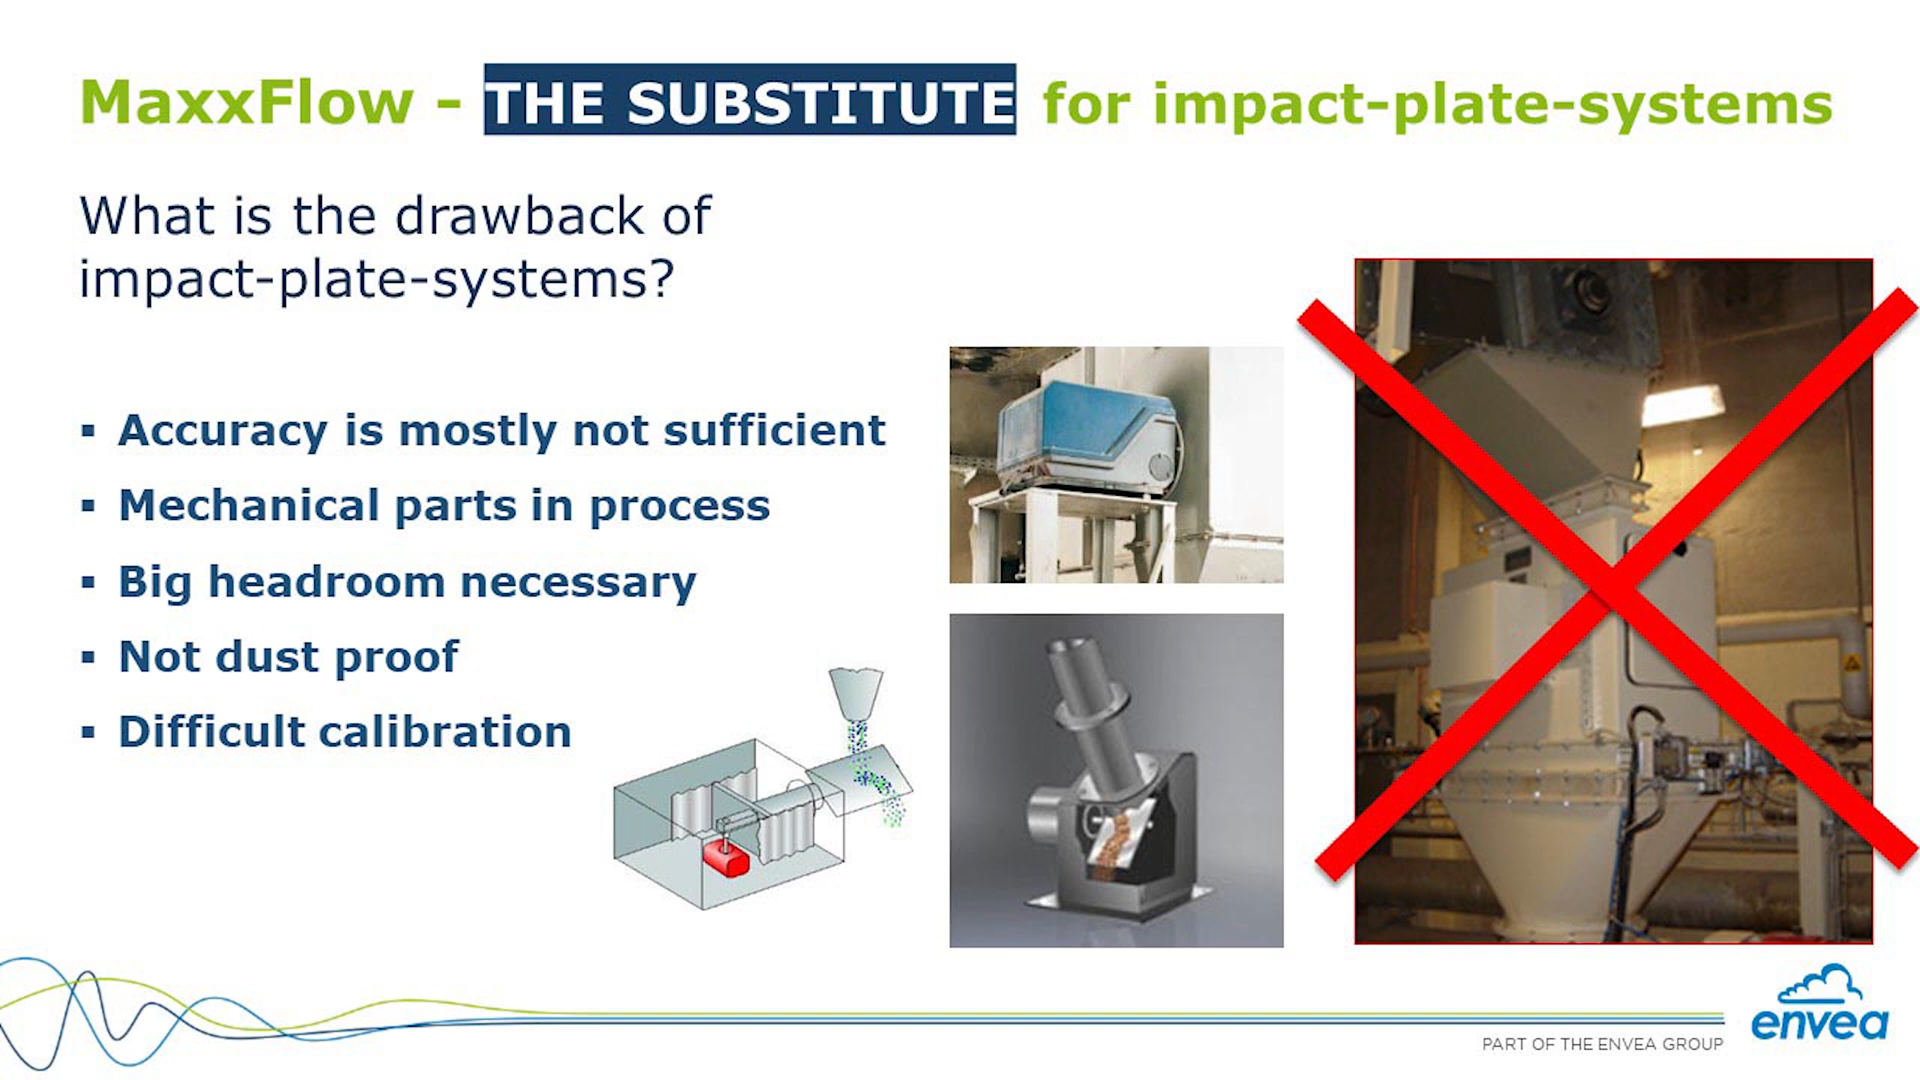 MaxxFlow - THE SUBSTITUTE for impact-plate-systems
What is the drawback of
impact-plate-systems?
▪ Accuracy is mostly not sufficient
▪ Mechanical parts in process
▪ Big headroom necessary
▪ Not dust proof
▪ Difficult calibration
envea
PART OF THE ENVEA GROUP